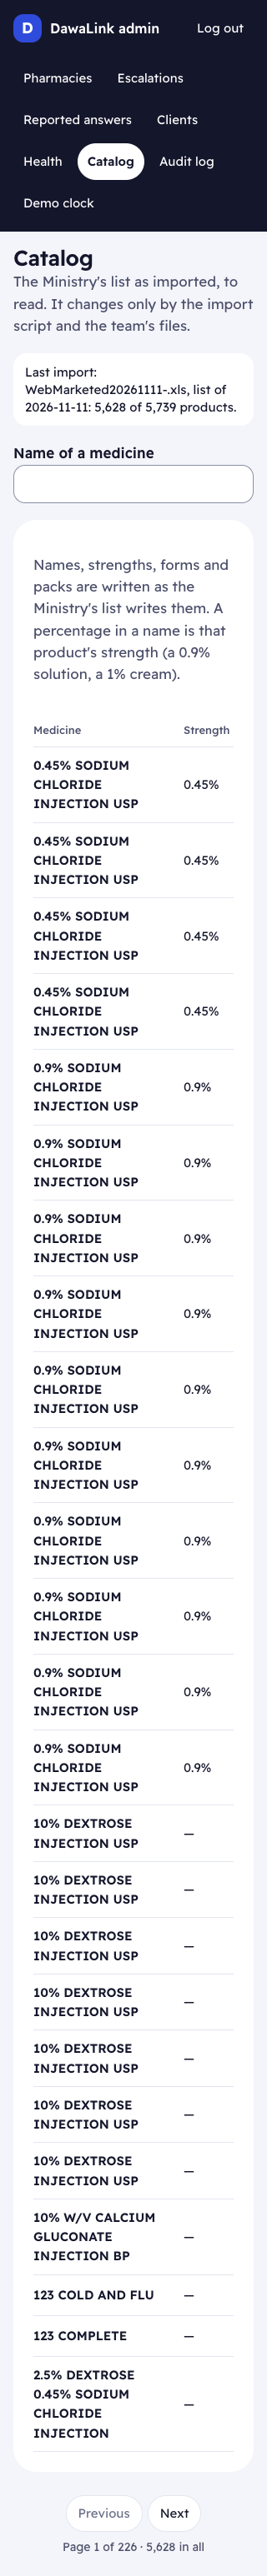 D DawaLink admin Log out
Pharmacies Escalations
Reported answers Clients
Health Catalog Audit log
Demo clock
Catalog
The Ministry's list as imported, to
read. It changes only by the import
script and the team's files.
Last import:
WebMarketed20261111-.xls, list of
2026-11-11: 5,628 of 5,739 products.
Name of a medicine
Names, strengths, forms and
packs are written as the
Ministry's list writes them. A
percentage in a name is that
product's strength (a 0.9%
solution, a 1% cream).
Medicine Strength
0.45% SODIUM
CHLORIDE 0.45%
INJECTION USP
0.45% SODIUM
CHLORIDE 0.45%
INJECTION USP
0.45% SODIUM
CHLORIDE 0.45%
INJECTION USP
0.45% SODIUM
CHLORIDE 0.45%
INJECTION USP
0.9% SODIUM
CHLORIDE 0.9%
INJECTION USP
0.9% SODIUM
CHLORIDE 0.9%
INJECTION USP
0.9% SODIUM
CHLORIDE 0.9%
INJECTION USP
0.9% SODIUM
CHLORIDE 0.9%
INJECTION USP
0.9% SODIUM
CHLORIDE 0.9%
INJECTION USP
0.9% SODIUM
CHLORIDE 0.9%
INJECTION USP
0.9% SODIUM
CHLORIDE 0.9%
INJECTION USP
0.9% SODIUM
CHLORIDE 0.9%
INJECTION USP
0.9% SODIUM
CHLORIDE 0.9%
INJECTION USP
0.9% SODIUM
CHLORIDE 0.9%
INJECTION USP
10% DEXTROSE
INJECTION USP —
10% DEXTROSE
INJECTION USP —
10% DEXTROSE
INJECTION USP —
10% DEXTROSE
INJECTION USP —
10% DEXTROSE
INJECTION USP —
10% DEXTROSE
INJECTION USP —
10% DEXTROSE
INJECTION USP —
10% W/V CALCIUM
GLUCONATE —
INJECTION BP
123 COLD AND FLU —
123 COMPLETE —
2.5% DEXTROSE
0.45% SODIUM —
CHLORIDE
INJECTION
Previous Next
Page 1 of 226 · 5,628 in all